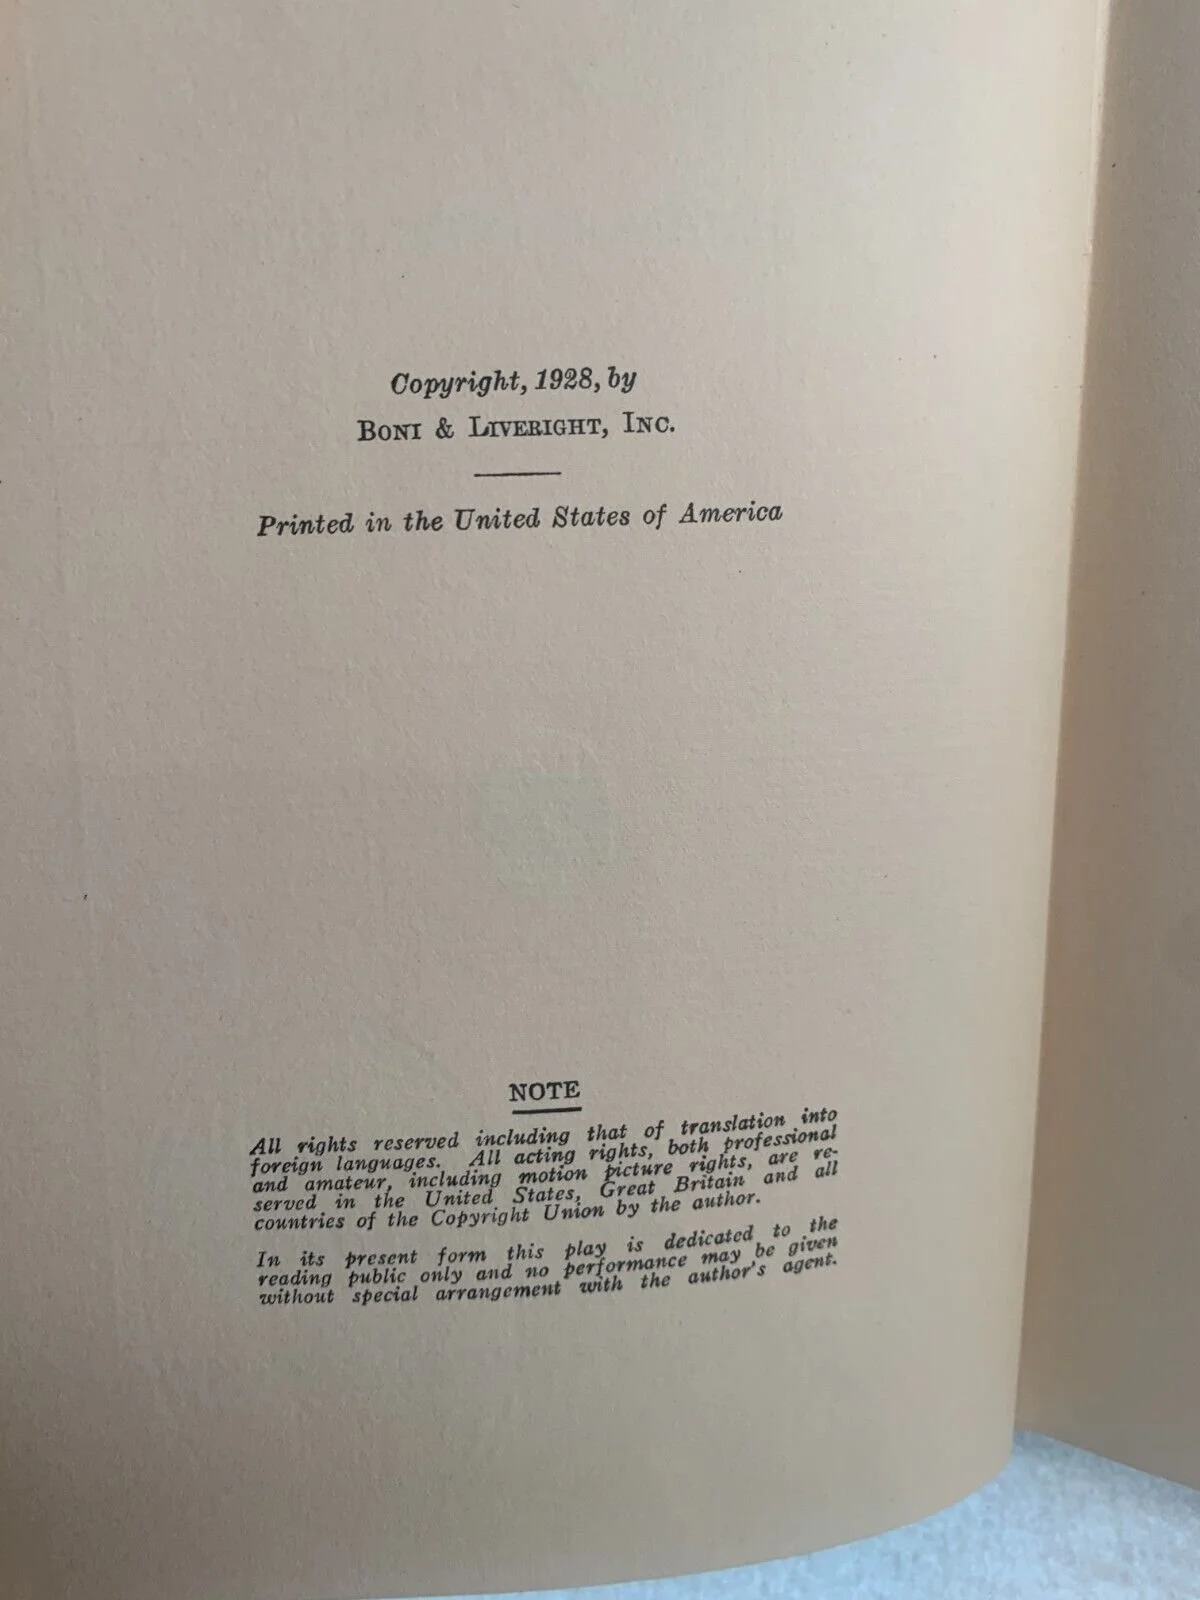 Copyright, 1928, by
BONI & LIVERIGHT, INC.
Printed in the United States of America
NOTE
All rights reserved including that of translation into
foreign languages. All acting rights, both professional
and amateur, including motion picture rights, are re-
served in the United States, Great Britain and all
countries of the Copyright Union by the author.
In its present form this play is dedicated to the
reading public only and no performance may be given
without special arrangement with the author's agent.